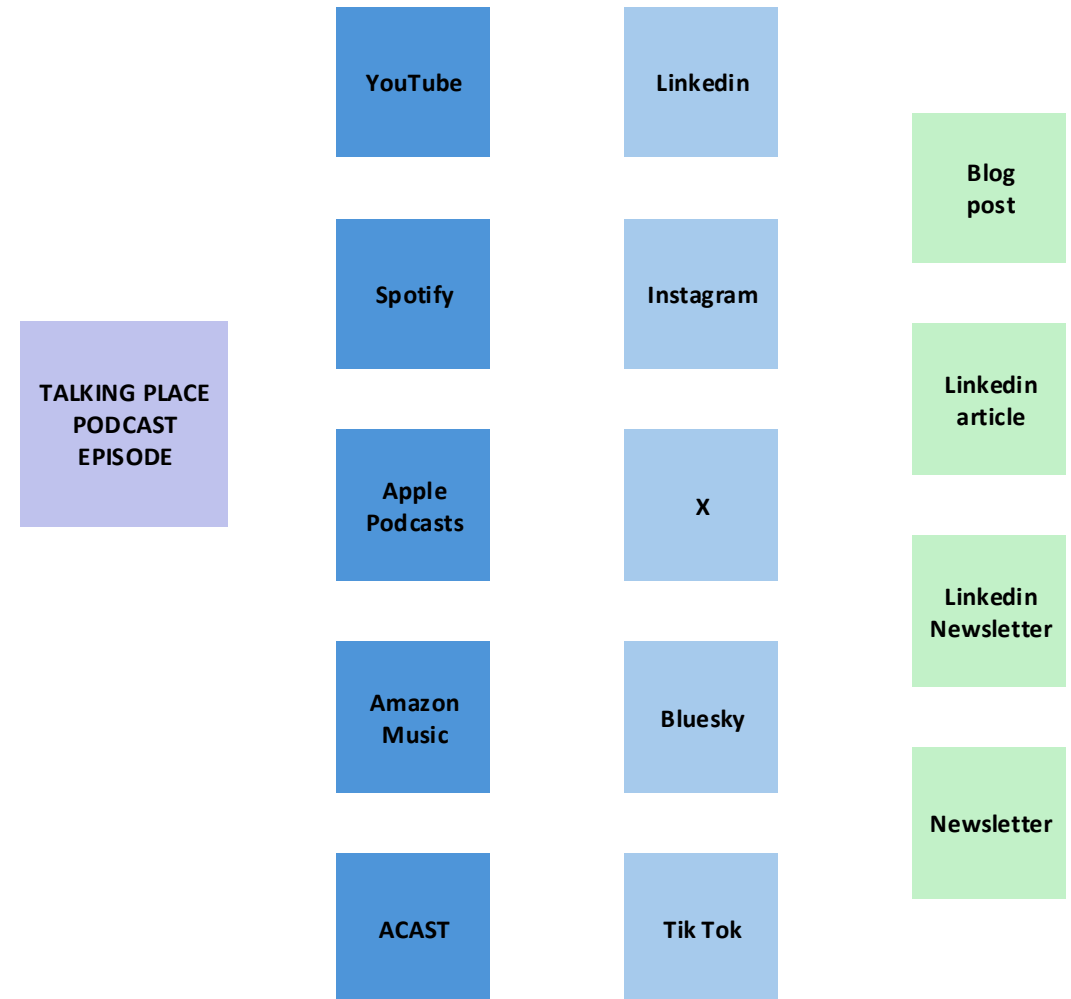 TALKING PLACE
PODCAST
EPISODE
YouTube
Spotify
Apple
Podcasts
Amazon
Music
ACAST
Linkedin
Instagram
X
Bluesky
Tik Tok
Blog
post
Linkedin
article
Linkedin
Newsletter
Newsletter